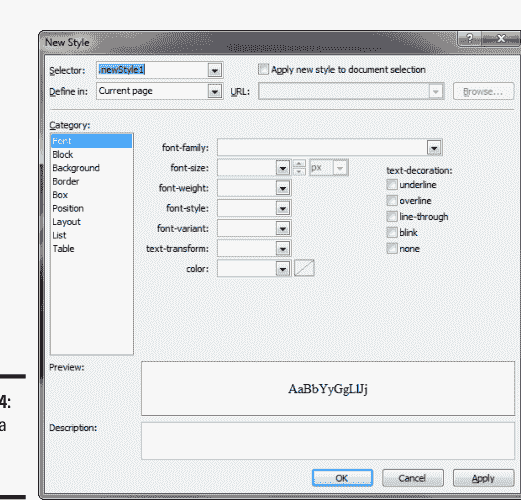 New Style
Selector: .newStyle1 Apply new style to document selection
Define in: Current page URL: Browse...
Category:
Font
Block
Background
Border
Box
Position
Layout
List
Table
font-family:
font-size: px
font-weight:
font-style:
font-variant:
text-transform:
color:
text-decoration:
underline
overline
line-through
blink
none
Preview:
AaBbYyGgLlJj
4:
a
Description:
OK Cancel Apply